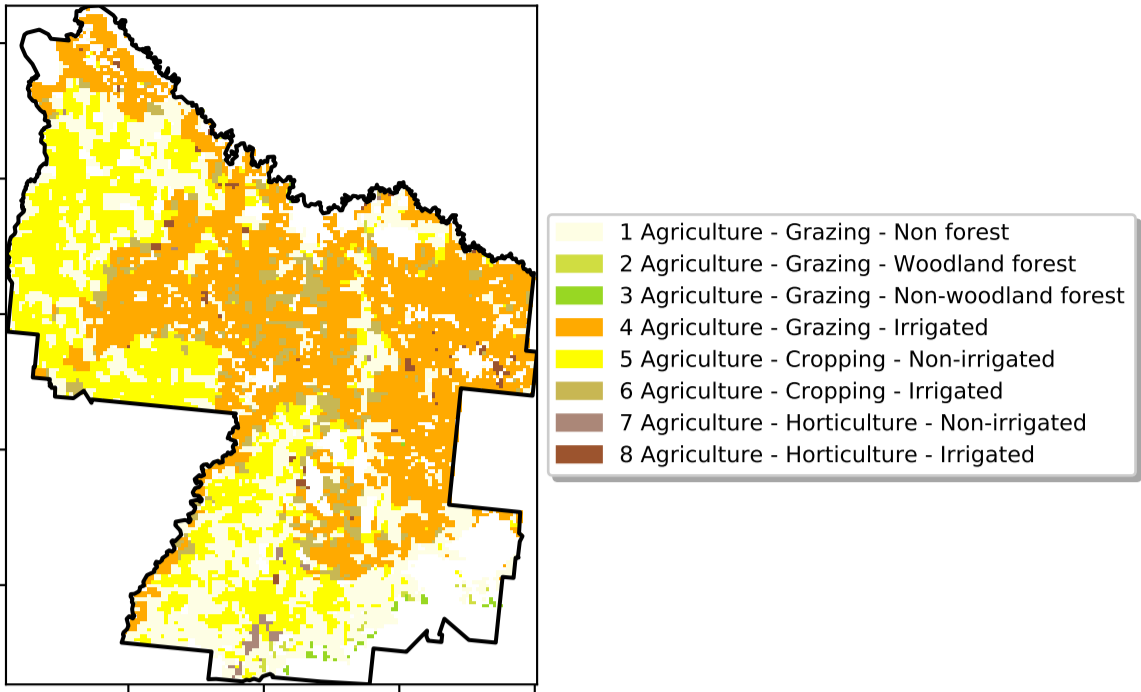 1 Agriculture - Grazing - Non forest
2 Agriculture - Grazing - Woodland forest
3 Agriculture - Grazing - Non-woodland forest
4 Agriculture - Grazing - Irrigated
5 Agriculture - Cropping - Non-irrigated
6 Agriculture - Cropping - Irrigated
7 Agriculture - Horticulture - Non-irrigated
8 Agriculture - Horticulture - Irrigated